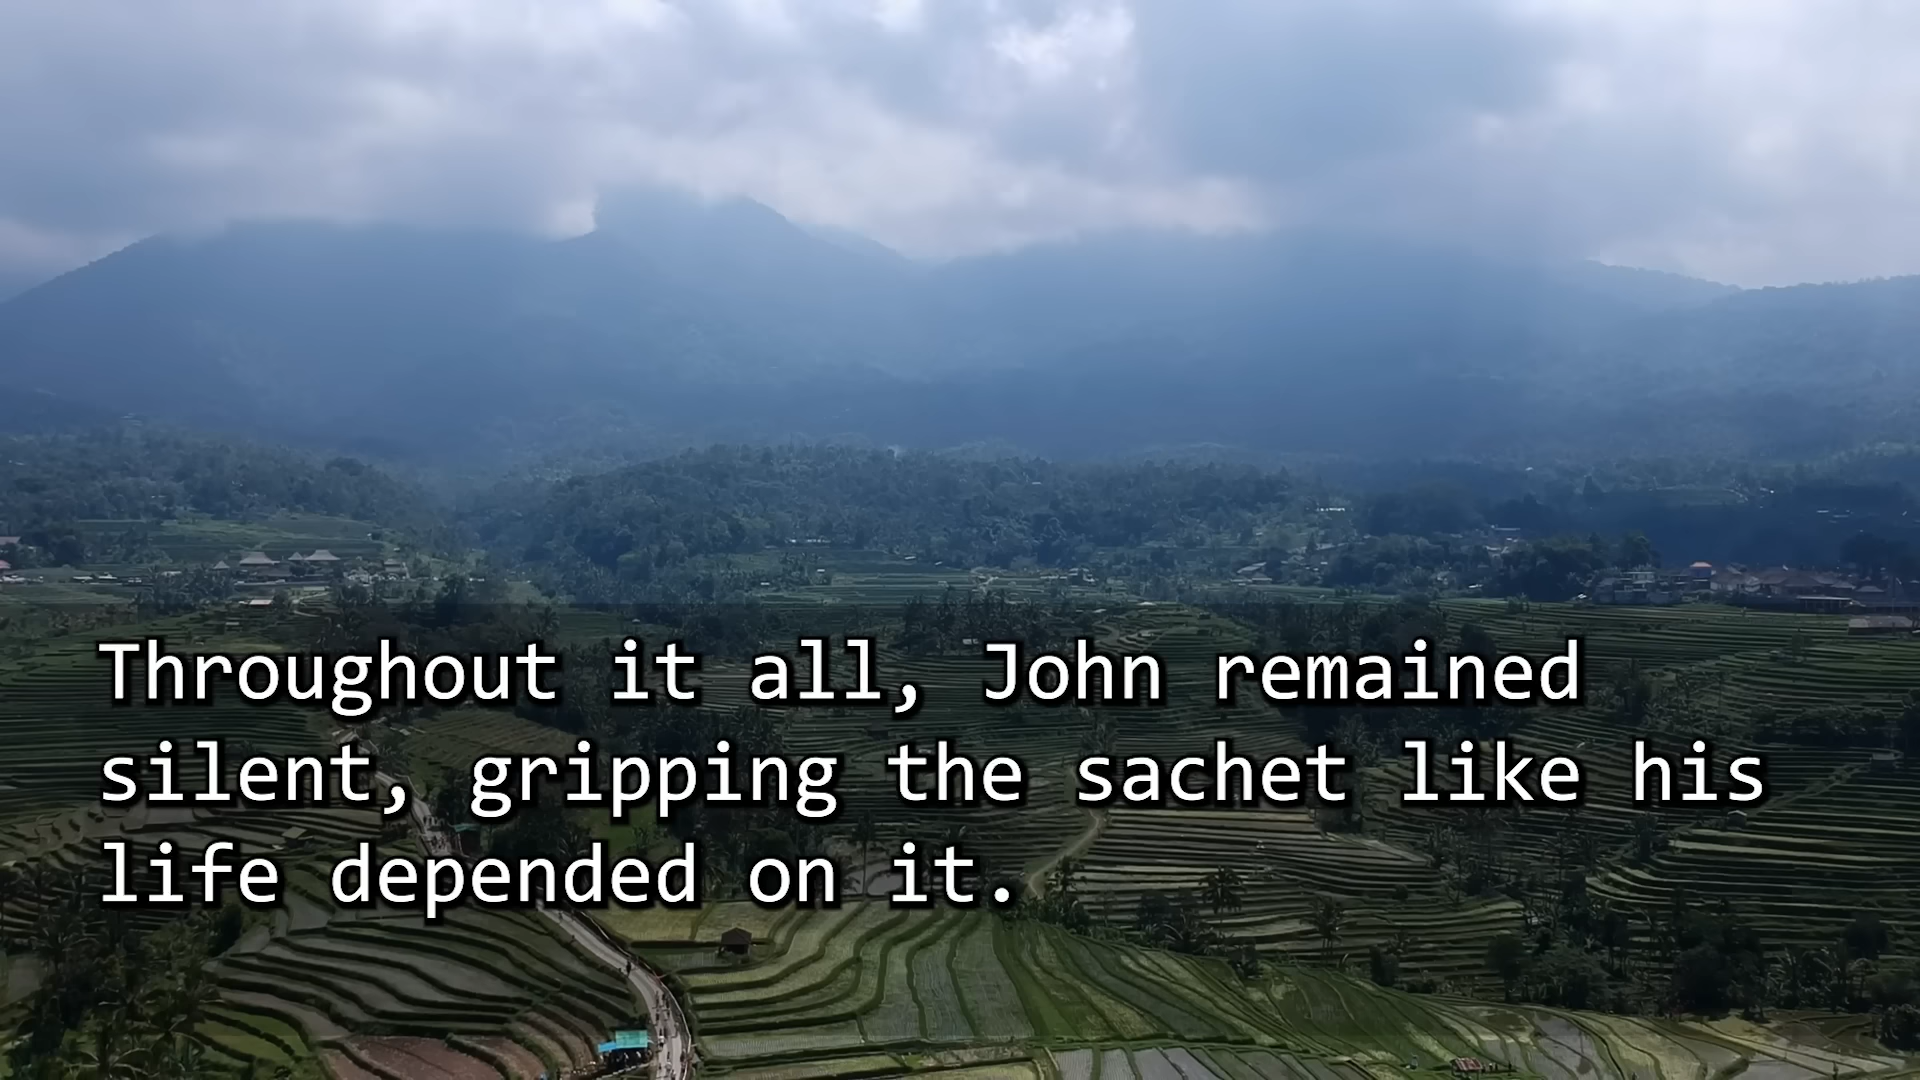 Throughout it all, John remained
silent, gripping the sachet like his
life depended on it.